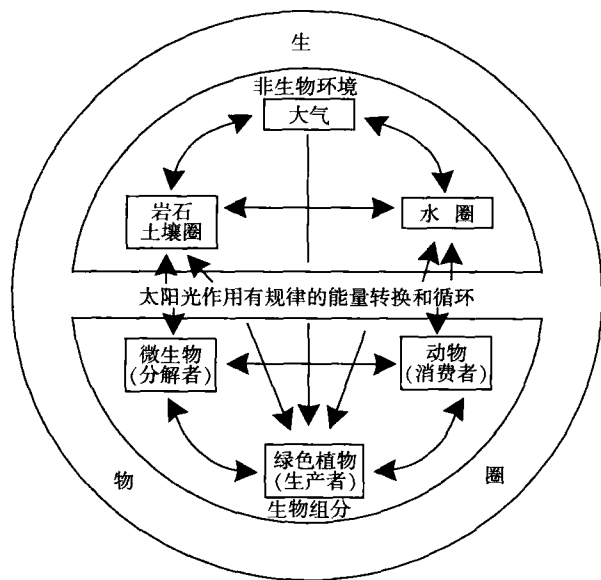 生
非生物环境
大气
岩石
土壤圈
水 圈
太阳光作用有规律的能量转换和循环
微生物
(分解者)
动物
(消费者)
绿色植物
(生产者)
生物组分
物
圈